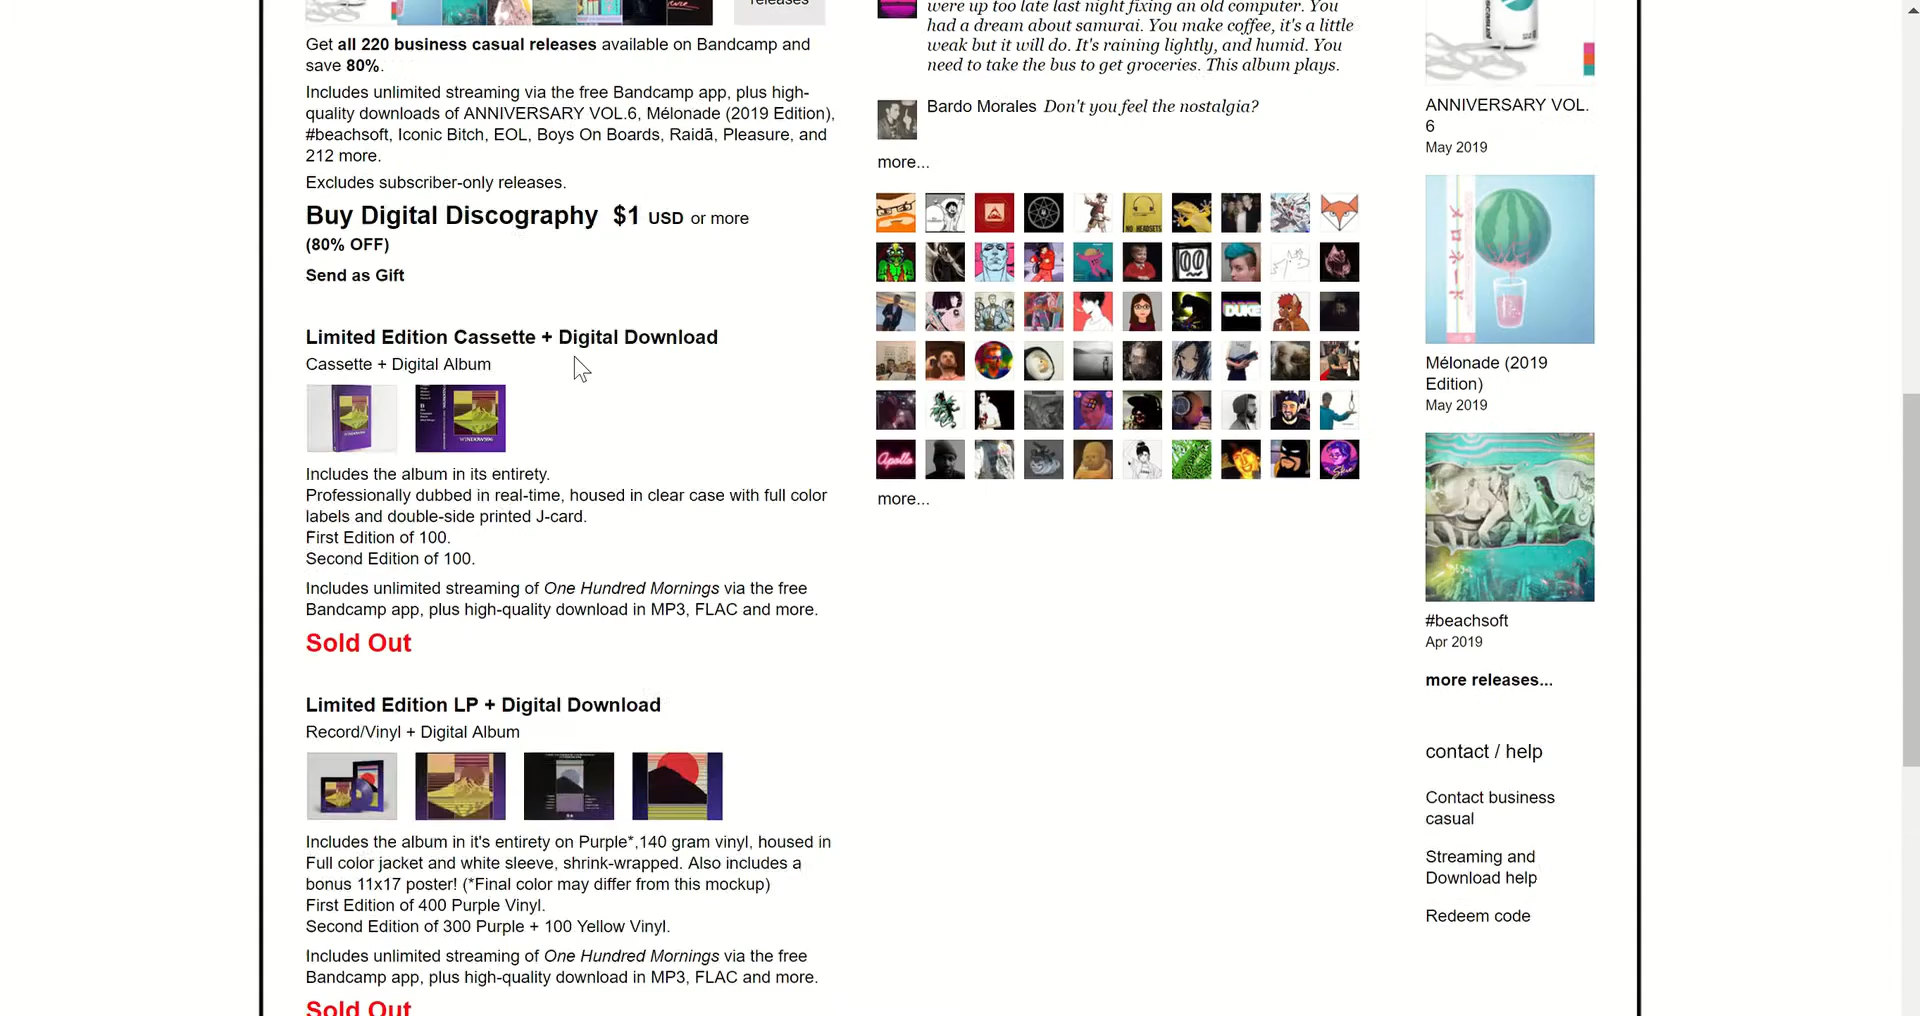 releases
Get all 220 business casual releases available on Bandcamp and
save 80%.
Includes unlimited streaming via the free Bandcamp app, plus high-
quality downloads of ANNIVERSARY VOL.6, Mélonade (2019 Edition),
#beachsoft, Iconic Bitch, EOL, Boys On Boards, Raidā, Pleasure, and
212 more.
Excludes subscriber-only releases.
Buy Digital Discography $1 USD or more
(80% OFF)
Send as Gift
Limited Edition Cassette + Digital Download
Cassette + Digital Album
WINDOWS96
Includes the album in its entirety.
Professionally dubbed in real-time, housed in clear case with full color
labels and double-side printed J-card.
First Edition of 100.
Second Edition of 100.
Includes unlimited streaming of One Hundred Mornings via the free
Bandcamp app, plus high-quality download in MP3, FLAC and more.
Sold Out
Limited Edition LP + Digital Download
Record/Vinyl + Digital Album
Includes the album in it's entirety on Purple*,140 gram vinyl, housed in
Full color jacket and white sleeve, shrink-wrapped. Also includes a
bonus 11x17 poster! (*Final color may differ from this mockup)
First Edition of 400 Purple Vinyl.
Second Edition of 300 Purple + 100 Yellow Vinyl.
Includes unlimited streaming of One Hundred Mornings via the free
Bandcamp app, plus high-quality download in MP3, FLAC and more.
Sold Out
were up too late last night fixing an old computer. You
had a dream about samurai. You make coffee, it's a little
weak but it will do. It's raining lightly, and humid. You
need to take the bus to get groceries. This album plays.
Bardo Morales Don't you feel the nostalgia?
more...
NO HEADSETS
DUKE
Apollo
more...
ANNIVERSARY VOL.
6
May 2019
Mélonade (2019
Edition)
May 2019
#beachsoft
Apr 2019
more releases...
contact / help
Contact business
casual
Streaming and
Download help
Redeem code